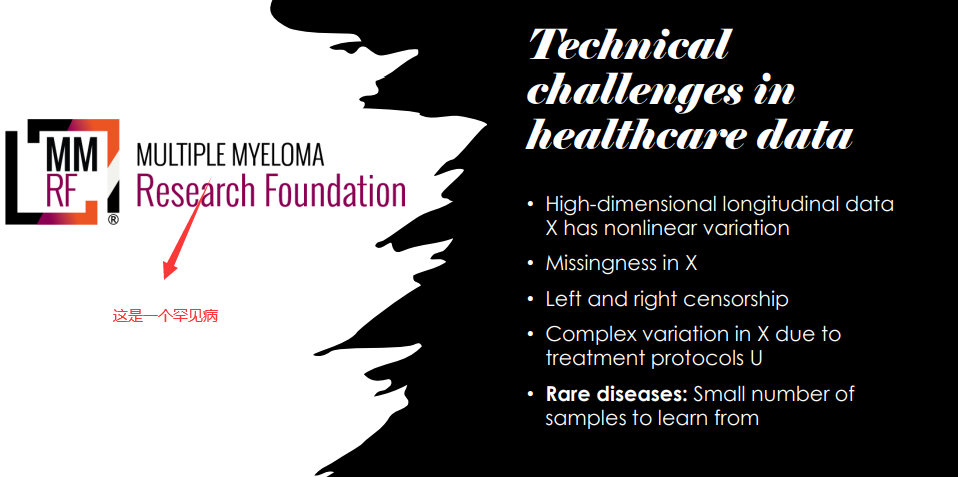 MM
RF
®
MULTIPLE MYELOMA
Research Foundation
这是一个罕见病
Technical
challenges in
healthcare data
• High-dimensional longitudinal data
X has nonlinear variation
• Missingness in X
• Left and right censorship
• Complex variation in X due to
treatment protocols U
• Rare diseases: Small number of
samples to learn from